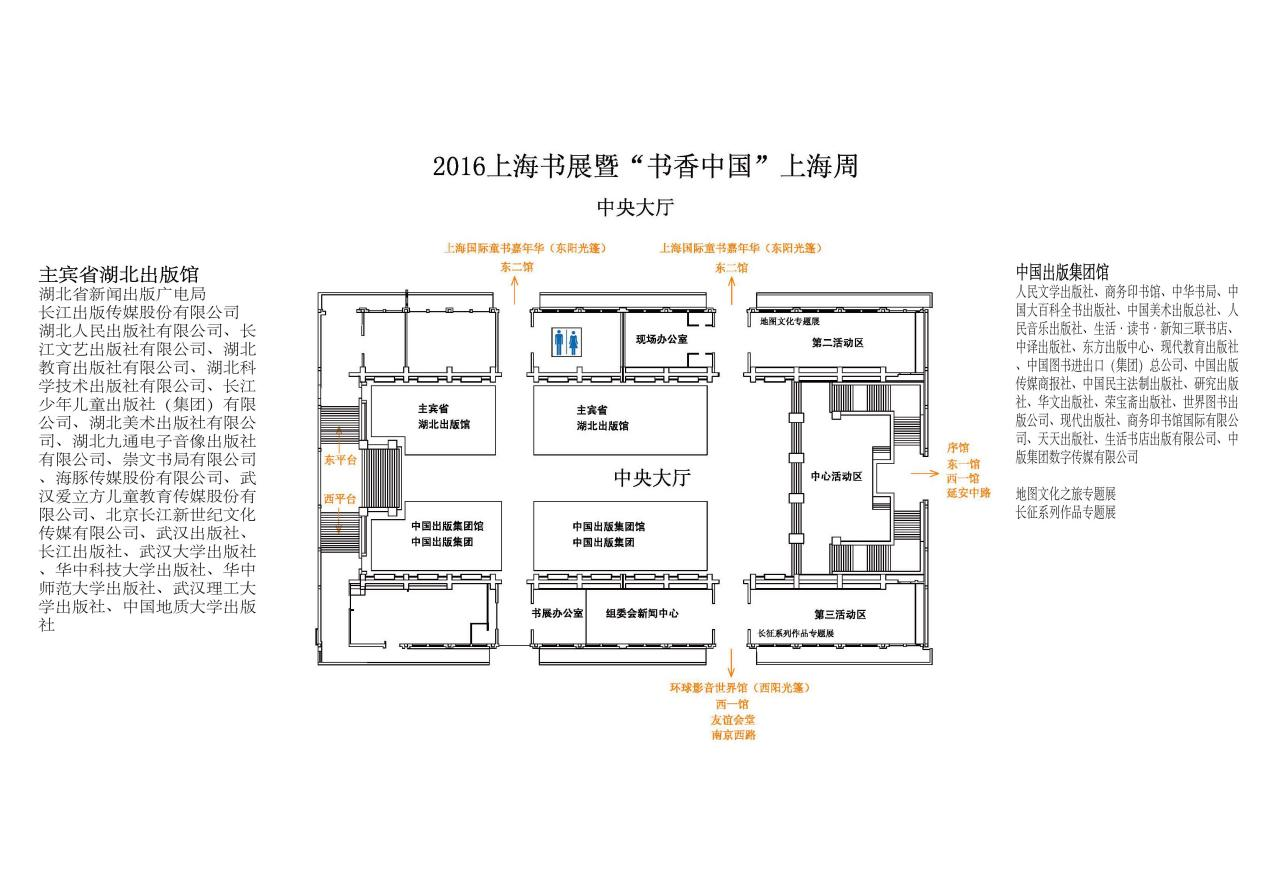 2016上海书展暨“书香中国”上海周
中央大厅
主宾省湖北出版馆
湖北省新闻出版广电局
长江出版传媒股份有限公司
湖北人民出版社有限公司、长
江文艺出版社有限公司、湖北
教育出版社有限公司、湖北科
学技术出版社有限公司、长江
少年儿童出版社（集团）有限
公司、湖北美术出版社有限公
司、湖北九通电子音像出版社
有限公司、崇文书局有限公司
、海豚传媒股份有限公司、武
汉爱立方儿童教育传媒股份有
限公司、北京长江新世纪文化
传媒有限公司、武汉出版社、
长江出版社、武汉大学出版社
、华中科技大学出版社、华中
师范大学出版社、武汉理工大
学出版社、中国地质大学出版
社
上海国际童书嘉年华（东阳光篷）
东二馆
上海国际童书嘉年华（东阳光篷）
东二馆
现场办公室
地图文化专题展
第二活动区
主宾省
湖北出版馆
主宾省
湖北出版馆
东平台
西平台
中央大厅
中心活动区
序馆
东一馆
西一馆
延安中路
中国出版集团馆
中国出版集团
中国出版集团馆
中国出版集团
书展办公室
组委会新闻中心
第三活动区
长征系列作品专题展
环球影音世界馆（西阳光篷）
西一馆
友谊会堂
南京西路
中国出版集团馆
人民文学出版社、商务印书馆、中华书局、中
国大百科全书出版社、中国美术出版总社、人
民音乐出版社、生活·读书·新知三联书店、
中译出版社、东方出版中心、现代教育出版社
、中国图书进出口（集团）总公司、中国出版
传媒商报社、中国民主法制出版社、研究出版
社、华文出版社、荣宝斋出版社、世界图书出
版公司、现代出版社、商务印书馆国际有限公
司、天天出版社、生活书店出版有限公司、中
版集团数字传媒有限公司
地图文化之旅专题展
长征系列作品专题展